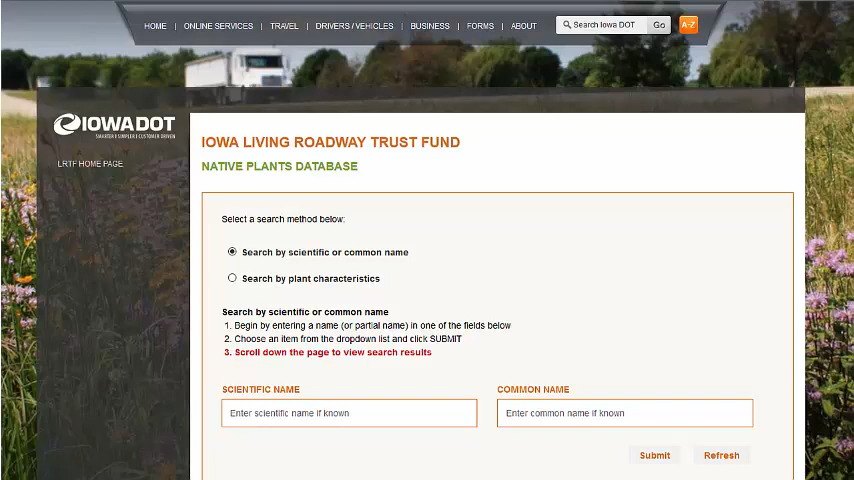 HOME | ONLINE SERVICES | TRAVEL | DRIVERS / VEHICLES | BUSINESS | FORMS | ABOUT
Search Iowa DOT Go A-Z
IOWADOT
SMARTER | SIMPLER | CUSTOMER DRIVEN
LRTF HOME PAGE
IOWA LIVING ROADWAY TRUST FUND
NATIVE PLANTS DATABASE
Select a search method below:
Search by scientific or common name
Search by plant characteristics
Search by scientific or common name
1. Begin by entering a name (or partial name) in one of the fields below
2. Choose an item from the dropdown list and click SUBMIT
3. Scroll down the page to view search results
SCIENTIFIC NAME COMMON NAME
Enter scientific name if known Enter common name if known
Submit Refresh